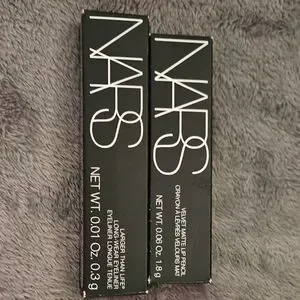 NARS
LARGER THAN LIFE®
LONG-WEAR EYELINER
EYELINER LONGUE TENUE
NET WT. 0.01 Oz. 0.3 g
NARS
VELVET MATTE LIP PENCIL
CRAYON À LÈVRES VELOURS MAT
NET WT. 0.06 Oz. 1.8 g